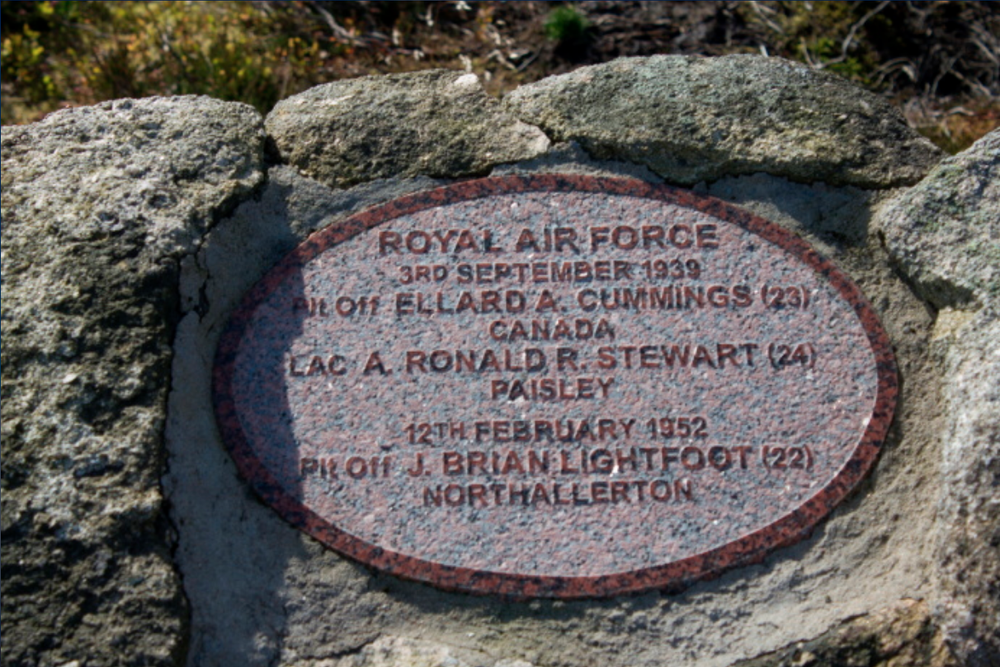 ROYAL AIR FORCE
3RD SEPTEMBER 1939
Plt Off ELLARD A. CUMMINGS (23)
CANADA
LAC A. RONALD R. STEWART (24)
PAISLEY
12TH FEBRUARY 1952
Plt Off J. BRIAN LIGHTFOOT (22)
NORTHALLERTON